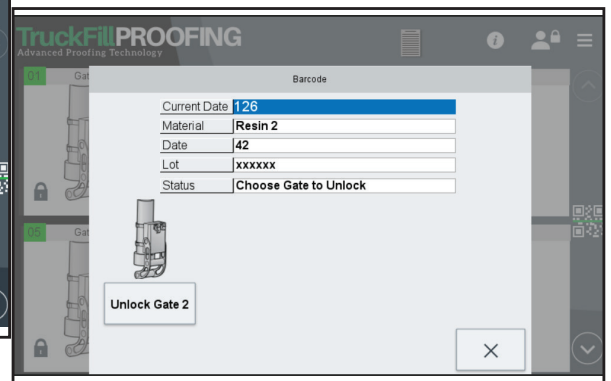 TruckFillPROOFING
Advanced Proofing Technology
Barcode
01 Gat
Current Date 126
Material Resin 2
Date 42
Lot xxxxxx
Status Choose Gate to Unlock
05 Gat
Unlock Gate 2